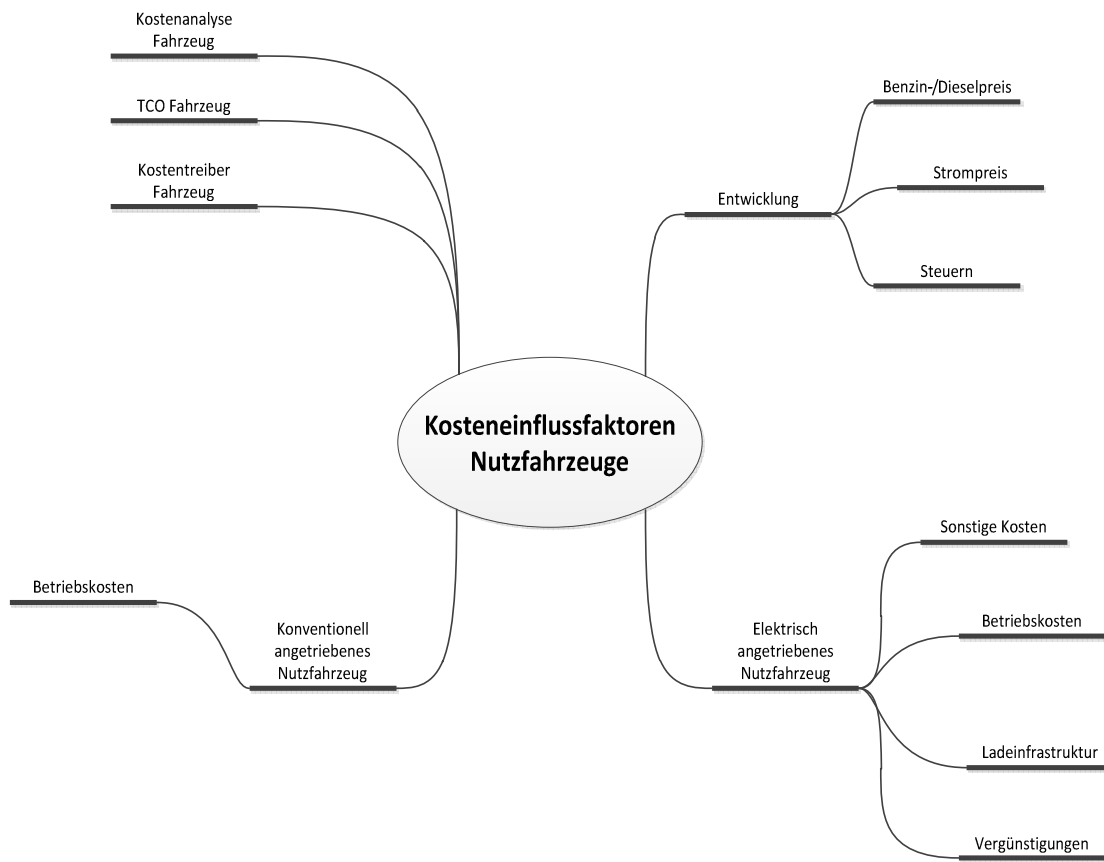 Kostenanalyse
Fahrzeug
TCO Fahrzeug
Kostentreiber
Fahrzeug
Benzin-/Dieselpreis
Strompreis
Entwicklung
Steuern
Kosteneinflussfaktoren
Nutzfahrzeuge
Betriebskosten
Konventionell
angetriebenes
Nutzfahrzeug
Elektrisch
angetriebenes
Nutzfahrzeug
Sonstige Kosten
Betriebskosten
Ladeinfrastruktur
Vergünstigungen